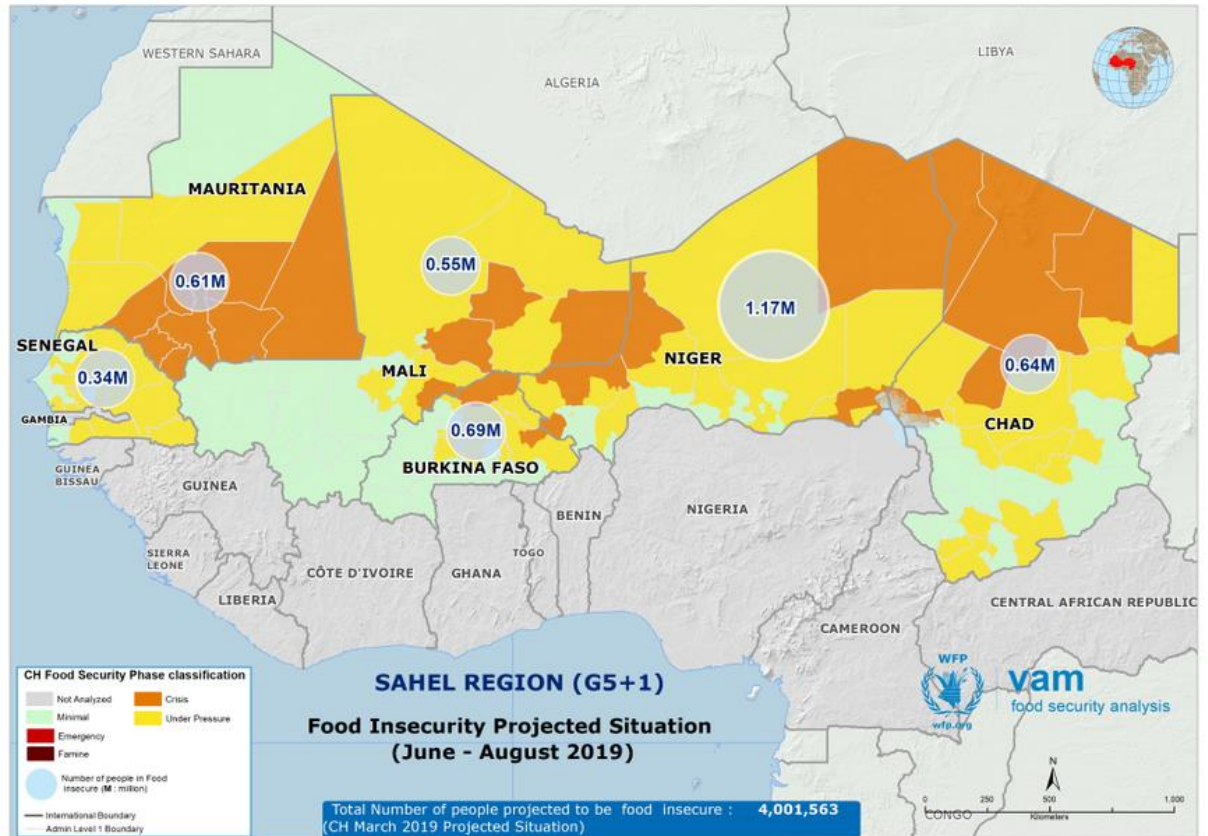 WESTERN SAHARA
LIBYA
ALGERIA
MAURITANIA
0.55M
0.61M
1.17M
SENEGAL
0.34M
MALI
NIGER
0.64M
GAMBIA
0.69M
CHAD
BURKINA FASO
GUINEA
BISSAU
GUINEA
BENIN
NIGERIA
SIERRA
LEONE
CÔTE D'IVOIRE
GHANA
TOGO
LIBERIA
CENTRAL AFRICAN REPUBLIC
CAMEROON
CH Food Security Phase classification
Not Analyzed
Crisis
Minimal
Under Pressure
Emergency
Famine
Number of people in Food
insecure (M : million)
International Boundary
Admin Level 1 Boundary
SAHEL REGION (G5+1)
Food Insecurity Projected Situation
(June - August 2019)
WFP
wfp.org
vam
food security analysis
N
0 250 500 1,000
Kilometers
CONGO
Total Number of people projected to be food insecure : 4,001,563
(CH March 2019 Projected Situation)